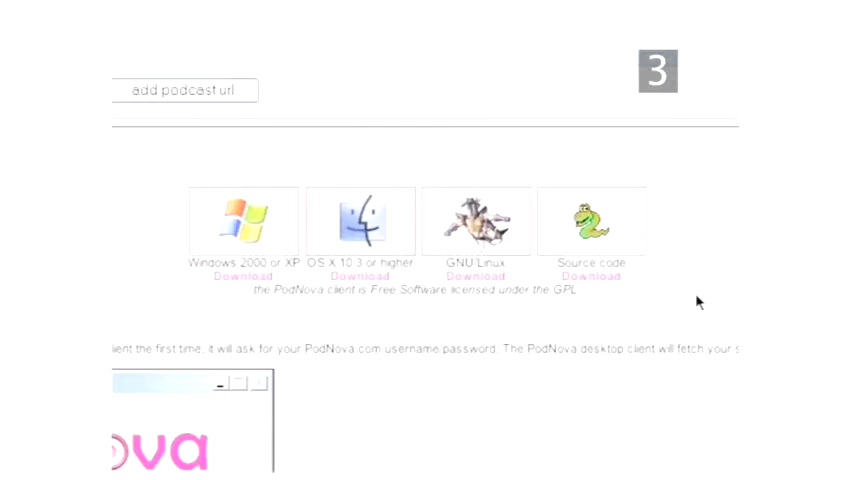 3
add podcast url
Windows 2000 or XP OS X 10.3 or higher GNU/Linux Source code
Download Download Download Download
the PodNova client is Free Software licensed under the GPL
lient the first time, it will ask for your PodNova.com username/password. The PodNova desktop client will fetch your s
ova